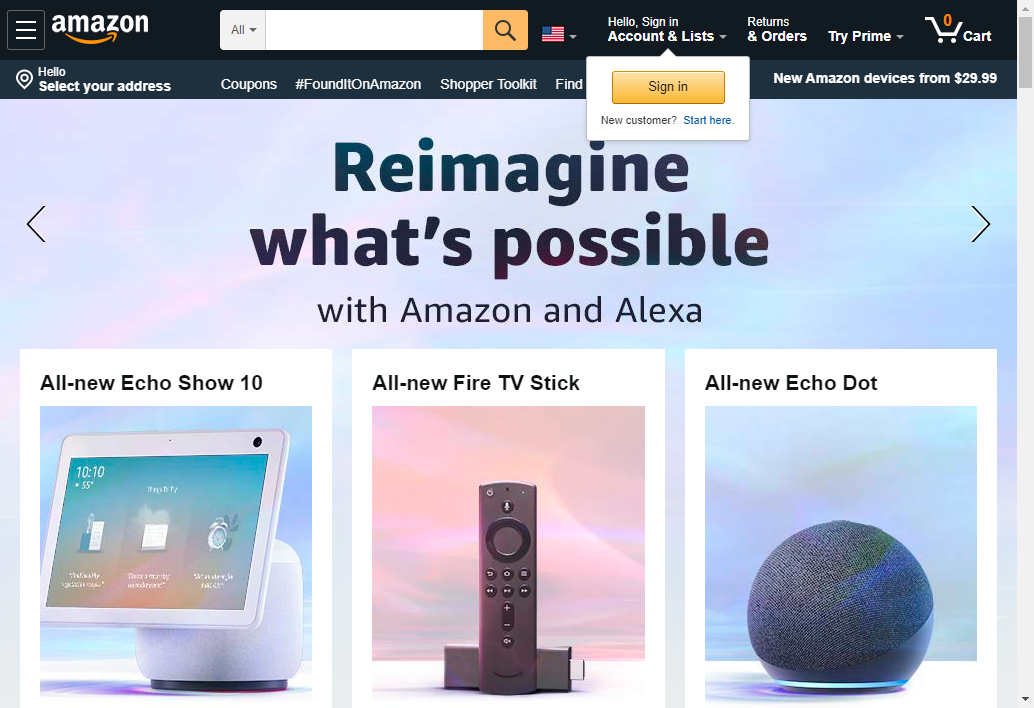 amazon
All
Hello, Sign in
Account & Lists
Returns
& Orders
Try Prime
0
Cart
Hello
Select your address
Coupons
#FoundItOnAmazon
Shopper Toolkit
Find
New Amazon devices from $29.99
Sign in
New customer? Start here.
Reimagine
what's possible
with Amazon and Alexa
All-new Echo Show 10
All-new Fire TV Stick
All-new Echo Dot
10:10
55°
Things to Try